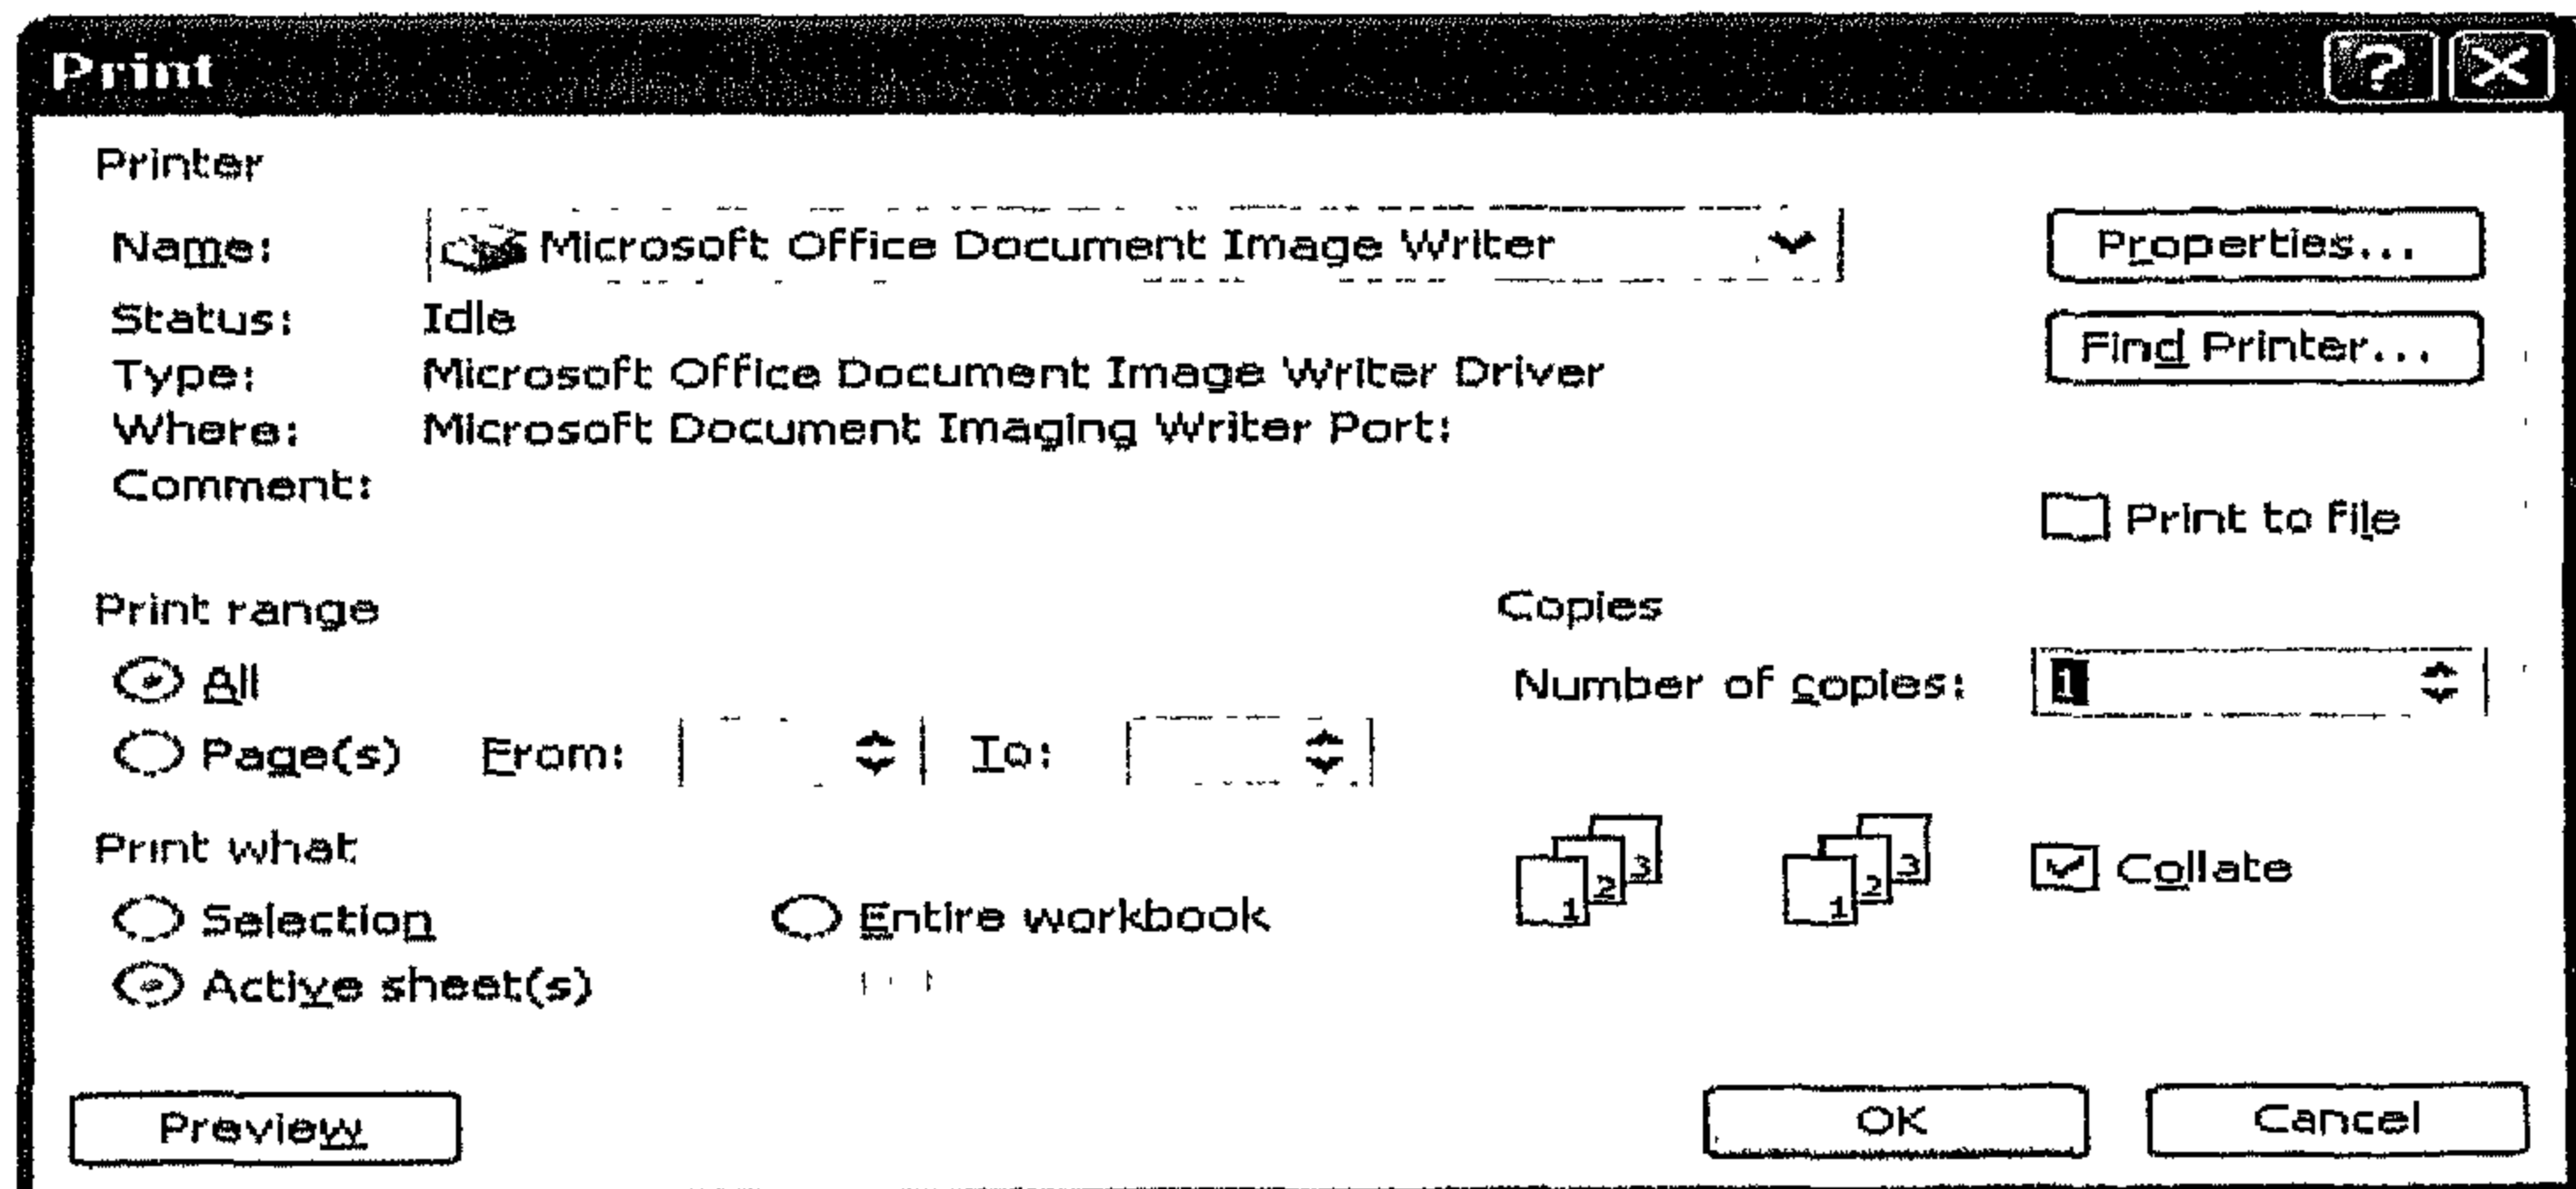 Print
Printer
Name: Microsoft Office Document Image Writer Properties...
Status: Idle
Find Printer...
Type: Microsoft Office Document Image Writer Driver
Where: Microsoft Document Imaging Writer Port:
Comment:
Print to file
Print range
All
Page(s) From: To:
Copies
Number of copies: 1
1 2 3 1 2 3 Collate
Print what
Selection Entire workbook
Active sheet(s)
Preview OK Cancel